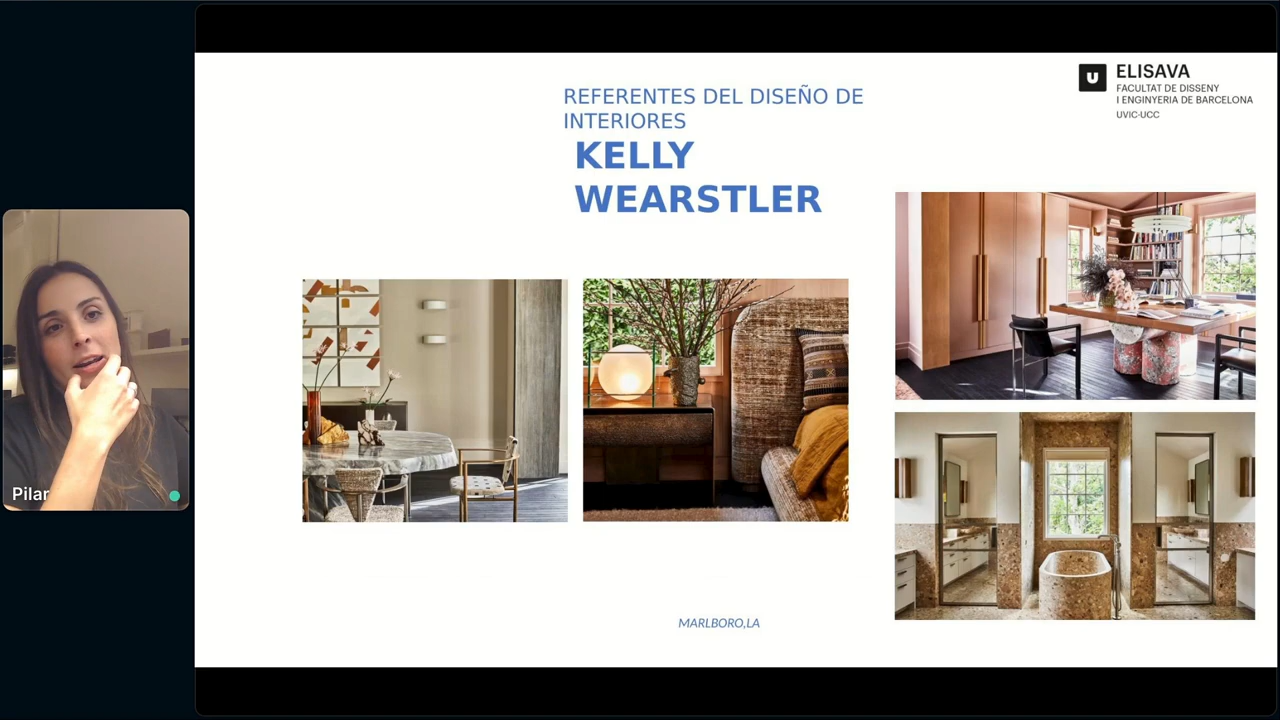 REFERENTES DEL DISEÑO DE
INTERIORES
KELLY
WEARSTLER
ELISAVA
FACULTAT DE DISSENY
I ENGINYERIA DE BARCELONA
UVIC-UCC
Pilar
MARLBORO,LA